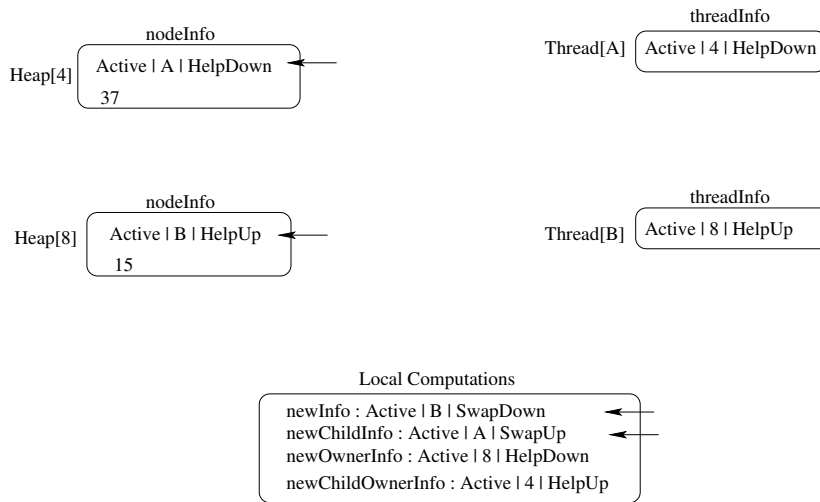 nodeInfo
Heap[4]
Active | A | HelpDown
37
threadInfo
Thread[A]
Active | 4 | HelpDown
nodeInfo
Heap[8]
Active | B | HelpUp
15
threadInfo
Thread[B]
Active | 8 | HelpUp
Local Computations
newInfo : Active | B | SwapDown
newChildInfo : Active | A | SwapUp
newOwnerInfo : Active | 8 | HelpDown
newChildOwnerInfo : Active | 4 | HelpUp